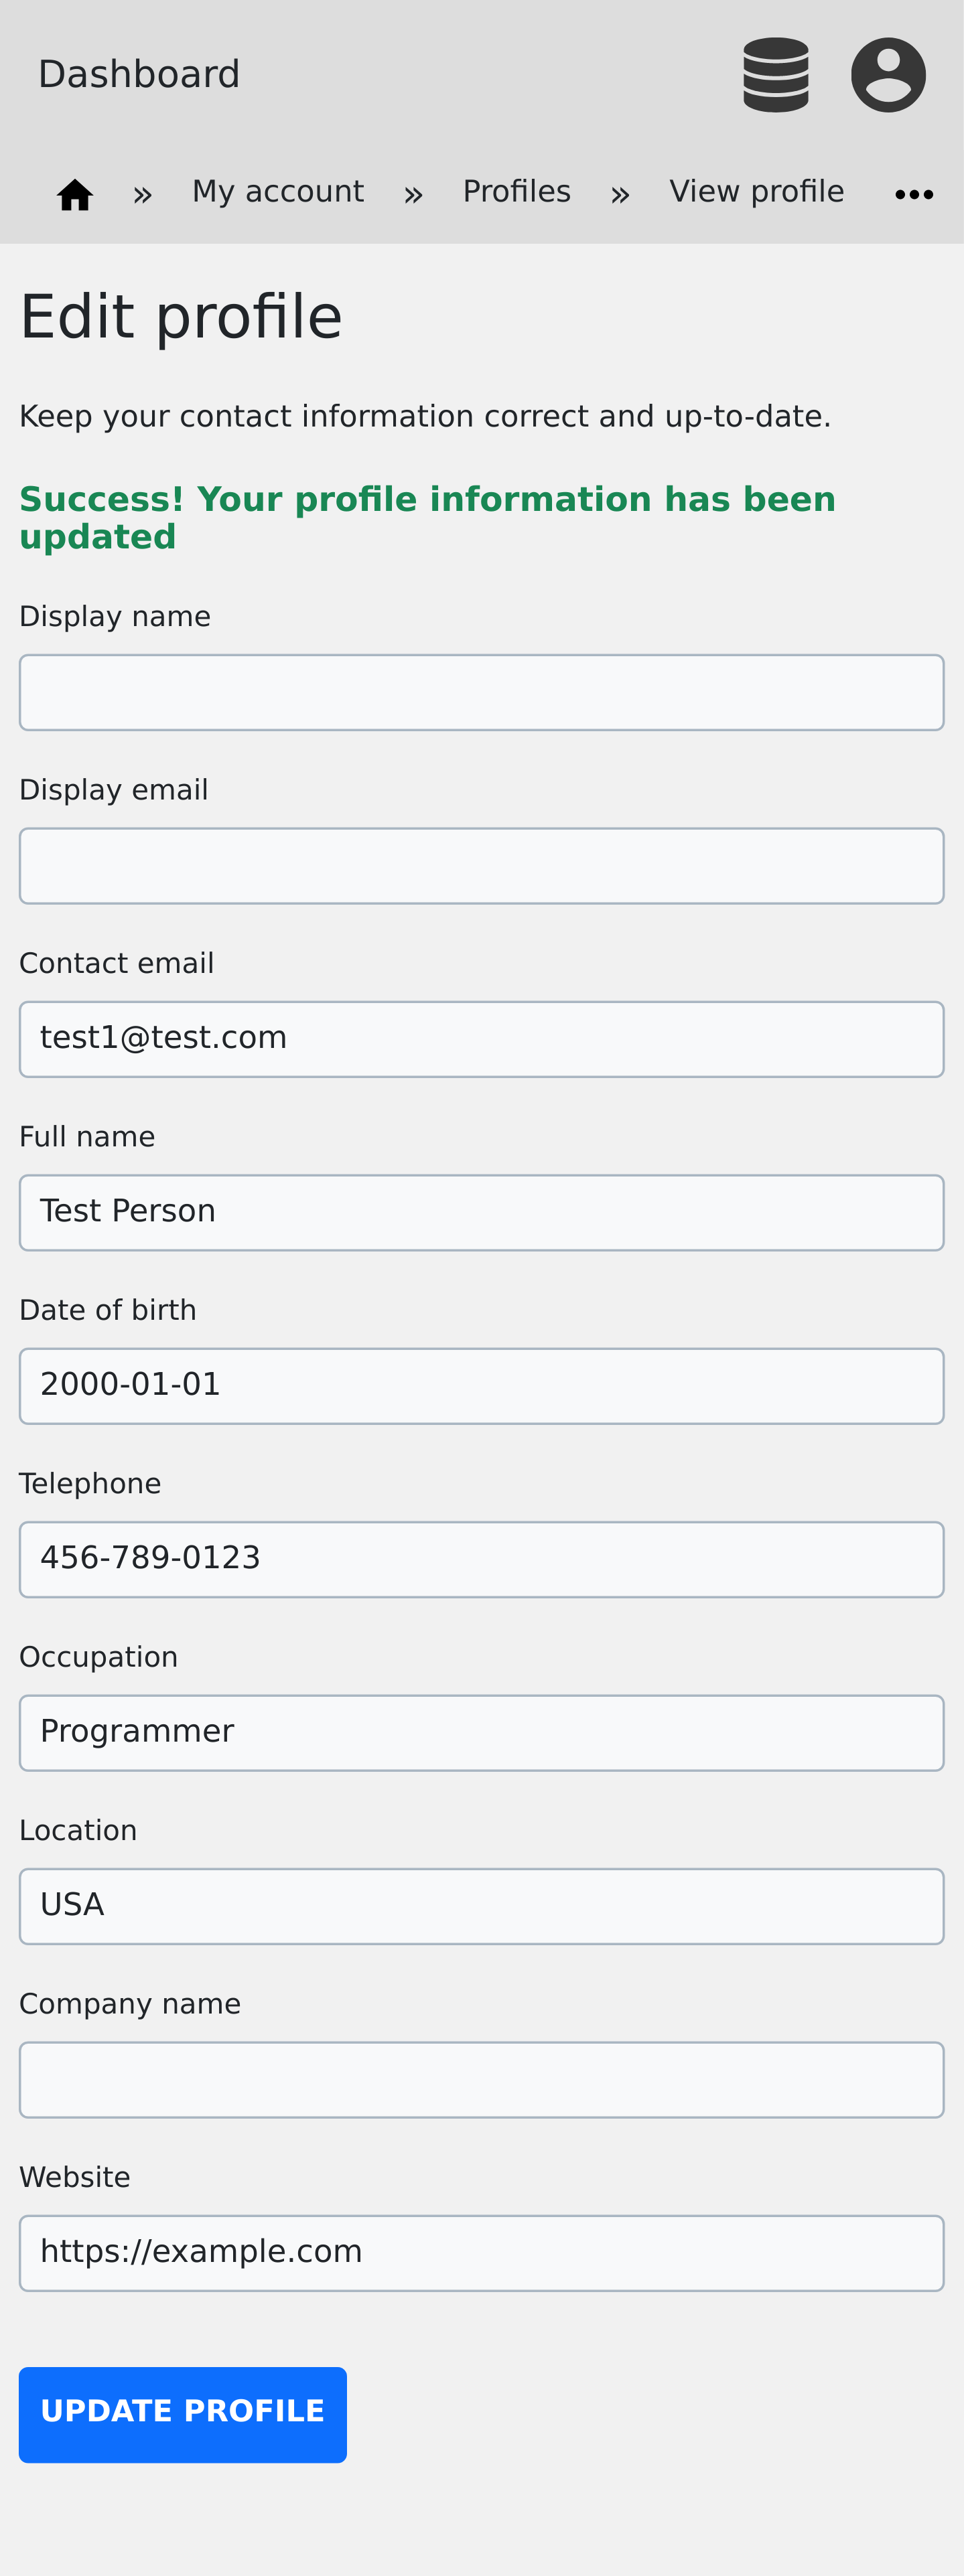 Dashboard
» My account » Profiles » View profile •••
Edit profile
Keep your contact information correct and up-to-date.
Success! Your profile information has been
updated
Display name
Display email
Contact email
test1@test.com
Full name
Test Person
Date of birth
2000-01-01
Telephone
456-789-0123
Occupation
Programmer
Location
USA
Company name
Website
https://example.com
UPDATE PROFILE